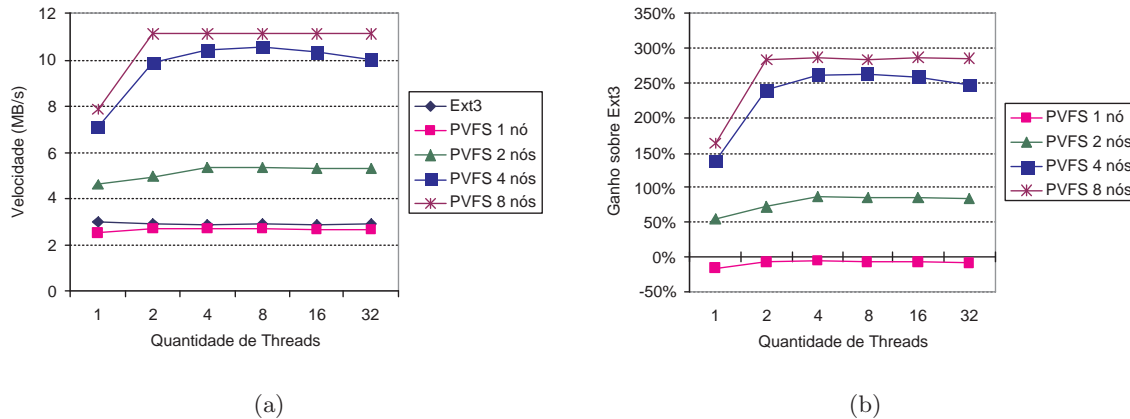 12
10
8
6
4
2
0
Velocidade (MB/s)
1 2 4 8 16 32
Quantidade de Threads
Ext3
PVFS 1 nó
PVFS 2 nós
PVFS 4 nós
PVFS 8 nós
(a)
350%
300%
250%
200%
150%
100%
50%
0%
-50%
Ganho sobre Ext3
1 2 4 8 16 32
Quantidade de Threads
PVFS 1 nó
PVFS 2 nós
PVFS 4 nós
PVFS 8 nós
(b)